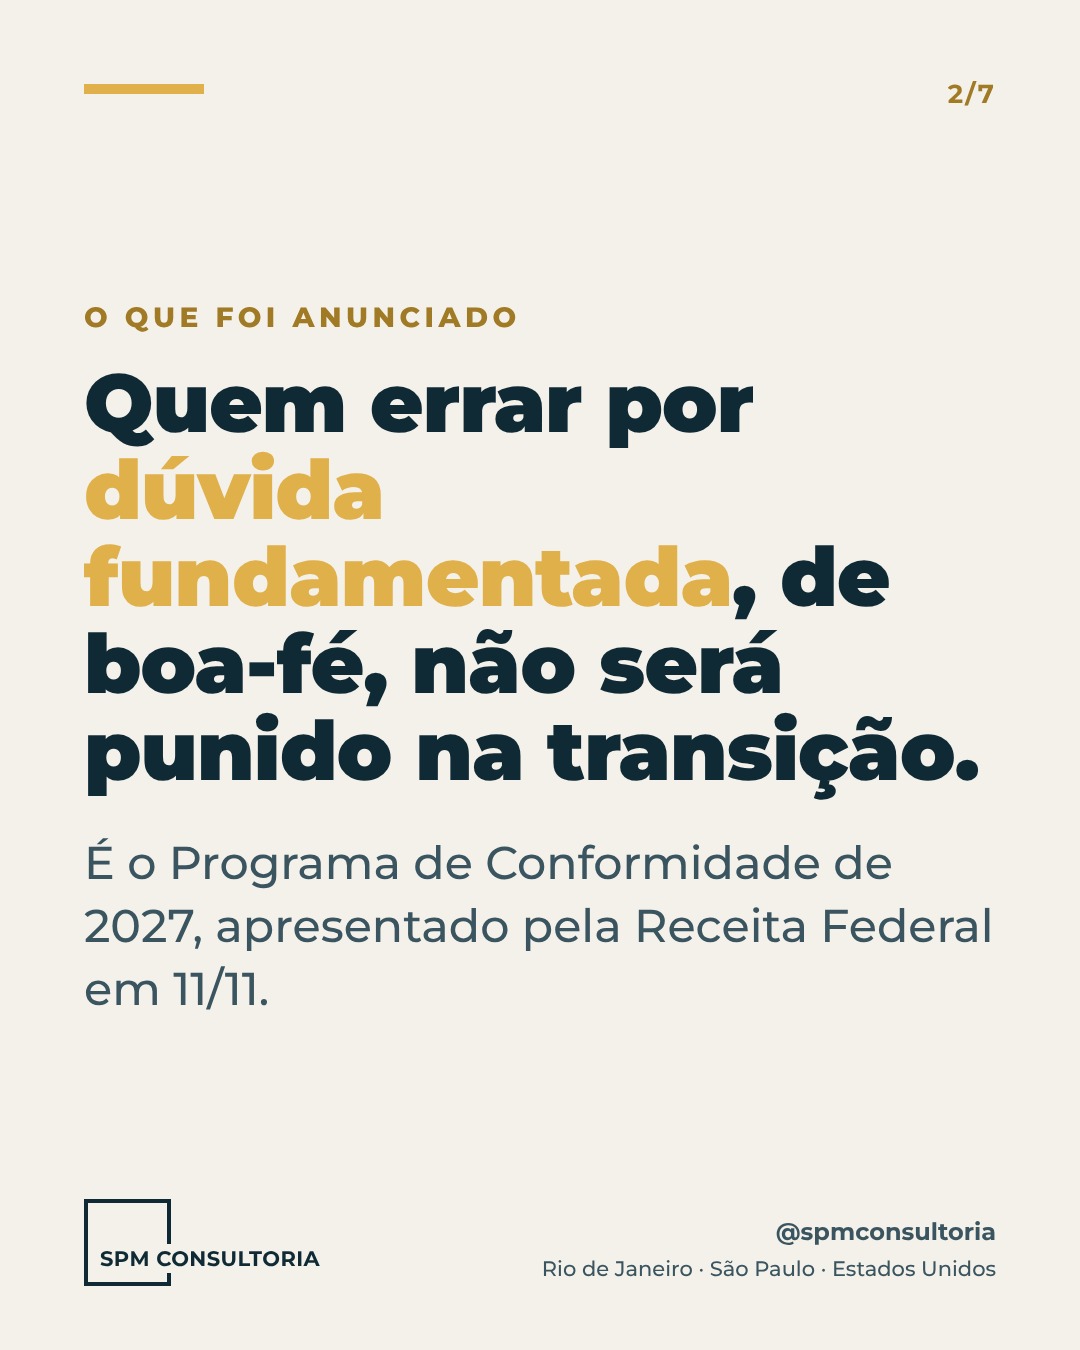 2/7
O QUE FOI ANUNCIADO
Quem errar por
dúvida
fundamentada, de
boa-fé, não será
punido na transição.
É o Programa de Conformidade de
2027, apresentado pela Receita Federal
em 11/11.
SPM CONSULTORIA
@spmconsultoria
Rio de Janeiro · São Paulo · Estados Unidos